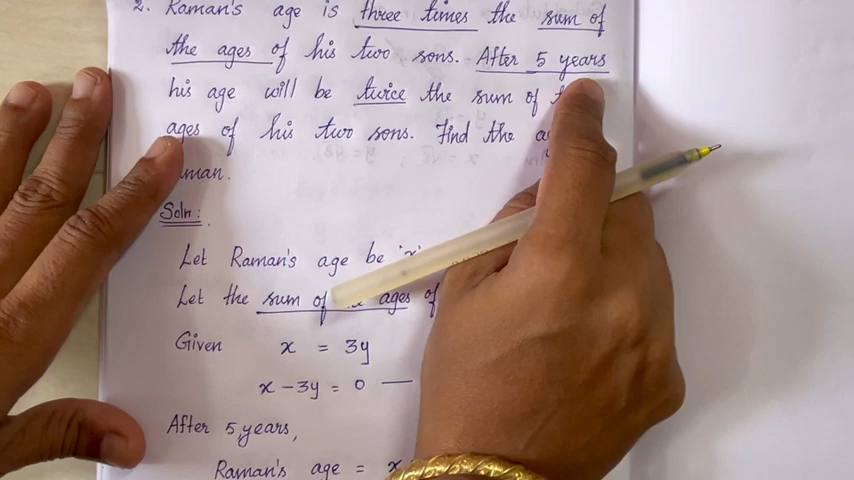 2. Raman's age is three times the sum of
the ages of his two sons. After 5 years
his age will be twice the sum of
ages of his two sons. Find the
Soln:
Let Raman's age be 'x'
Let the sum of ages of
Given x = 3y
x - 3y = 0 —
After 5 years,
Raman's age = x